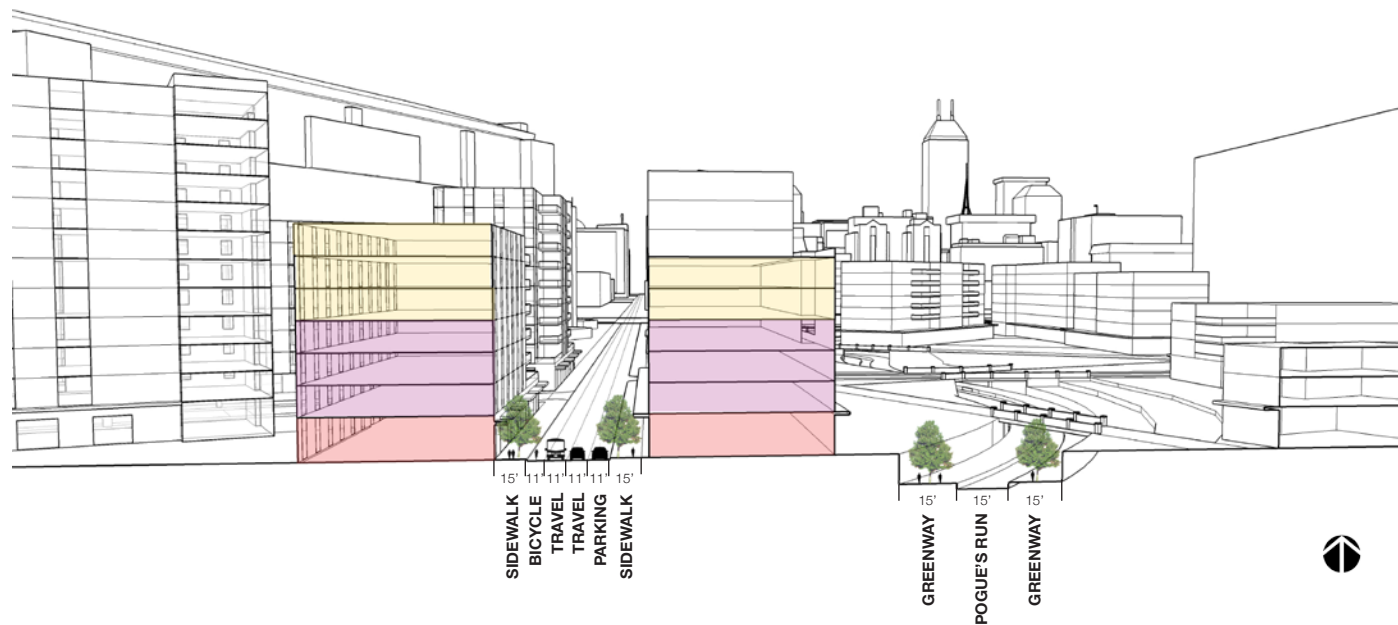 15' 11' 11' 11' 11' 15'
SIDEWALK
BICYCLE
TRAVEL
TRAVEL
PARKING
SIDEWALK
15' 15' 15'
GREENWAY
POGUE'S RUN
GREENWAY